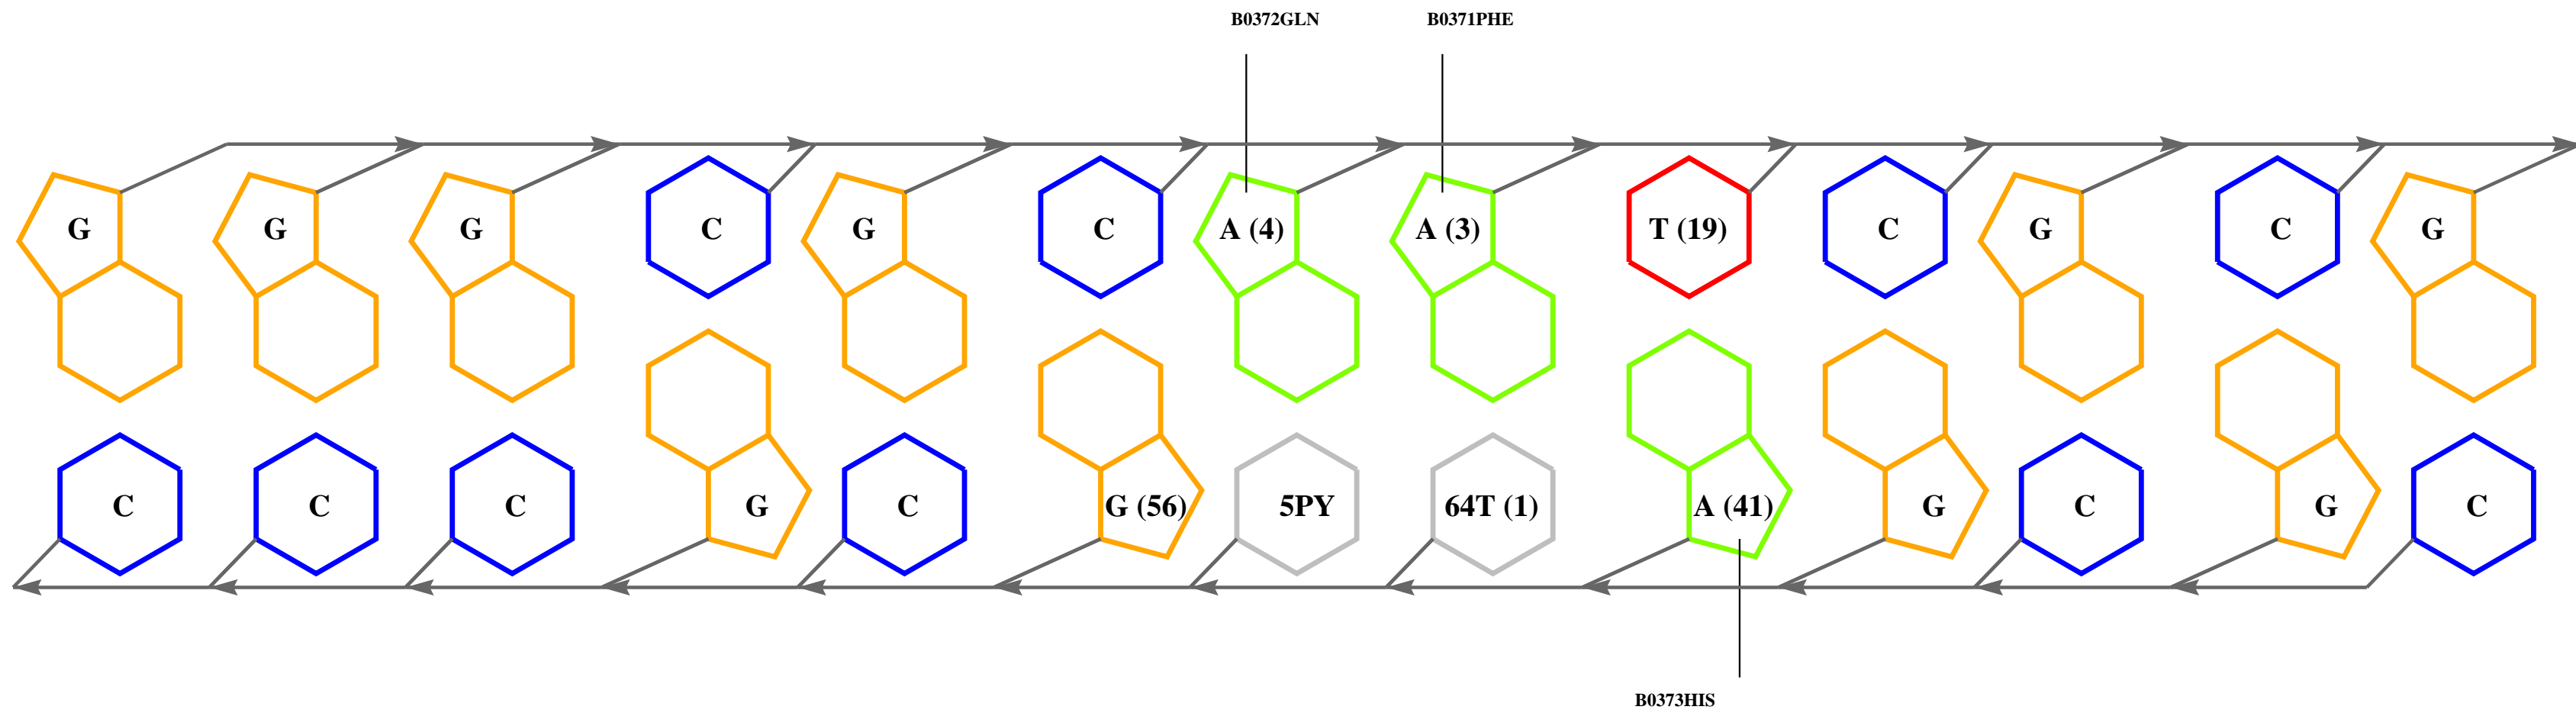 B0372GLN B0371PHE
G G G C G C A (4) A (3) T (19) C G C G
C C C G C G (56) 5PY 64T (1) A (41) G C G C
B0373HIS